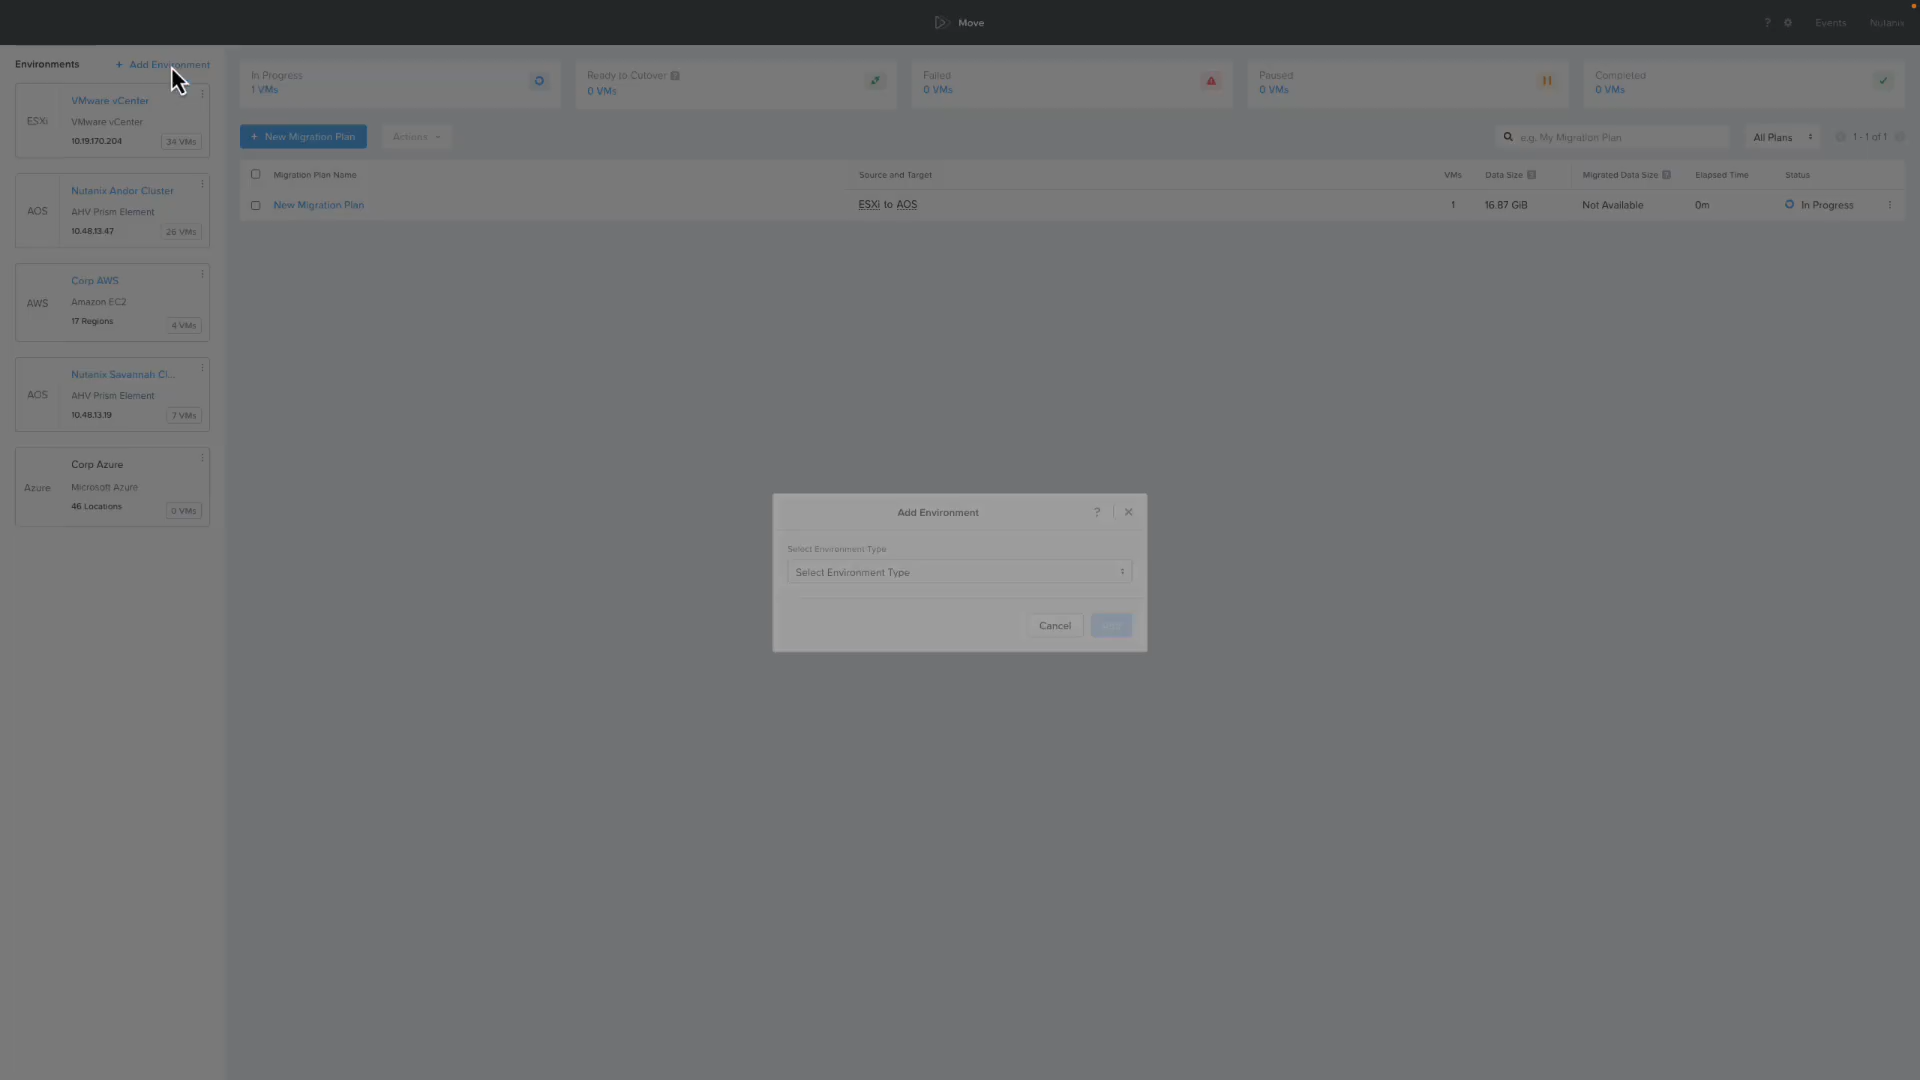 Move
?
Events
Nutanix
Environments
+ Add Environment
ESXi
VMware vCenter
VMware vCenter
10.19.170.204
34 VMs
AOS
Nutanix Andor Cluster
AHV Prism Element
10.48.13.47
26 VMs
AWS
Corp AWS
Amazon EC2
17 Regions
4 VMs
AOS
Nutanix Savannah Cl...
AHV Prism Element
10.48.13.19
7 VMs
Azure
Corp Azure
Microsoft Azure
46 Locations
0 VMs
In Progress
1 VMs
Ready to Cutover ?
0 VMs
Failed
0 VMs
Paused
0 VMs
Completed
0 VMs
+ New Migration Plan
Actions
e.g. My Migration Plan
All Plans
1 - 1 of 1
Migration Plan Name
Source and Target
VMs
Data Size ?
Migrated Data Size ?
Elapsed Time
Status
New Migration Plan
ESXi to AOS
1
16.87 GiB
Not Available
0m
In Progress
Add Environment
?
Select Environment Type
Select Environment Type
Cancel